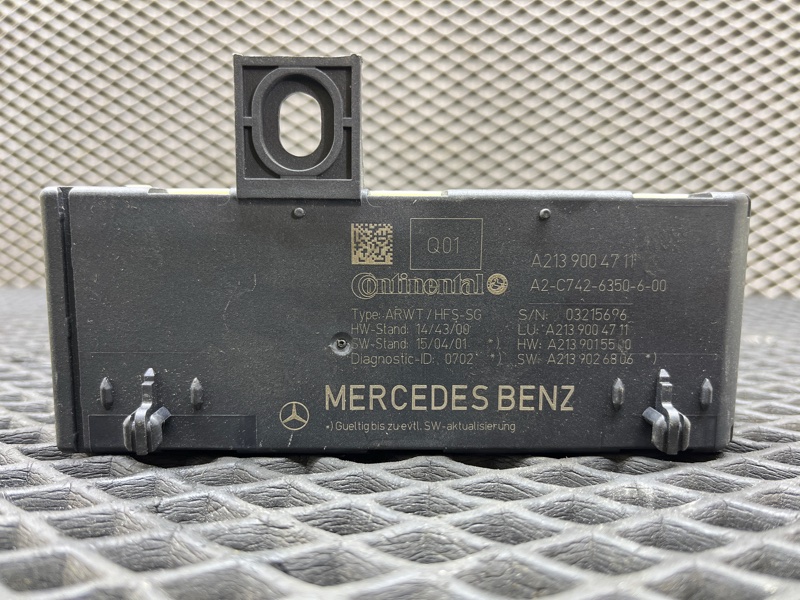 Q01
A213 900 47 11
Continental
A2-C742-6350-6-00
Type: ARWT/HFS-SG
S/N: 03215696
HW-Stand: 14/43/00
L.U: A213 900 47 11
SW-Stand: 15/04/01 *)
HW: A213 901 55 10
Diagnostic-ID: 0702 *)
SW: A213 902 68 06 *)
MERCEDES BENZ
*) Gueltig bis zu evtl. SW-aktualisierung